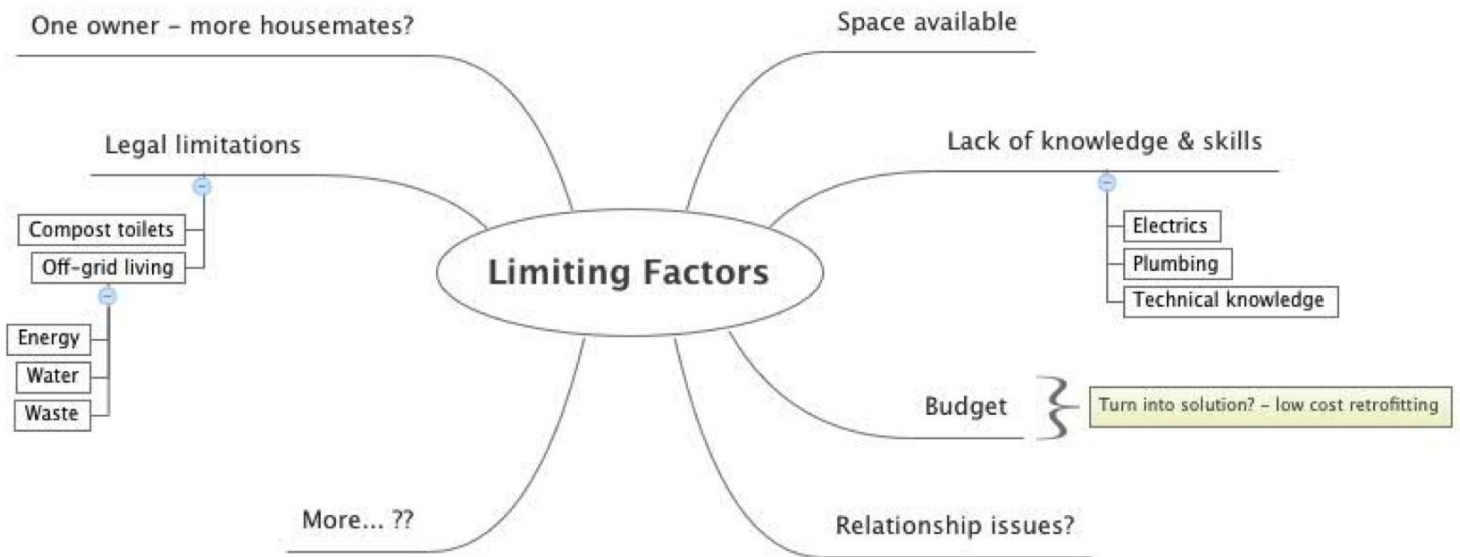 One owner – more housemates?
Space available
Legal limitations
Lack of knowledge & skills
Compost toilets
Off-grid living
Energy
Water
Waste
Limiting Factors
Electrics
Plumbing
Technical knowledge
Budget
Turn into solution? – low cost retrofitting
More... ??
Relationship issues?